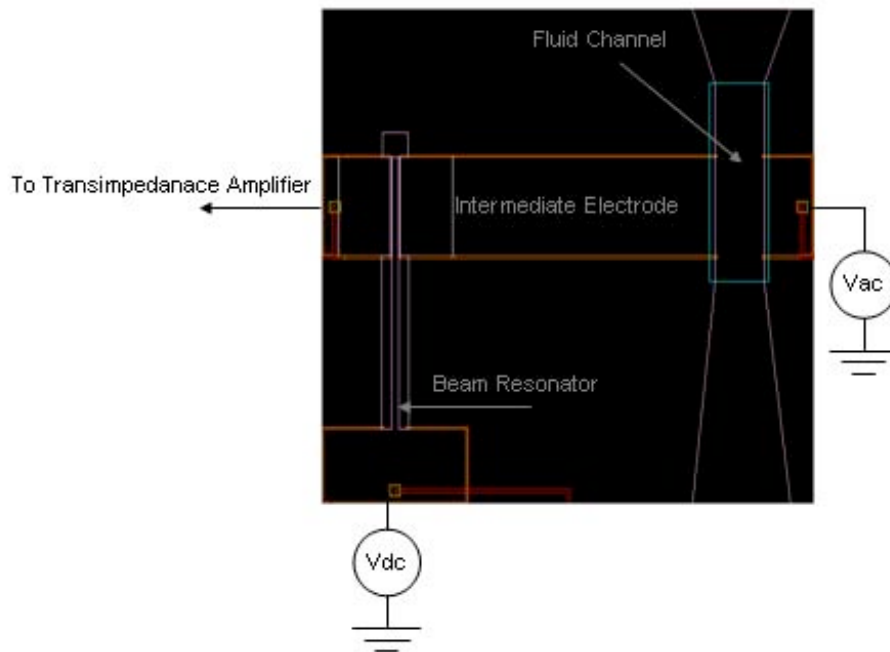 Fluid Channel
To Transimpedanace Amplifier
Intermediate Electrode
Vac
Beam Resonator
Vdc